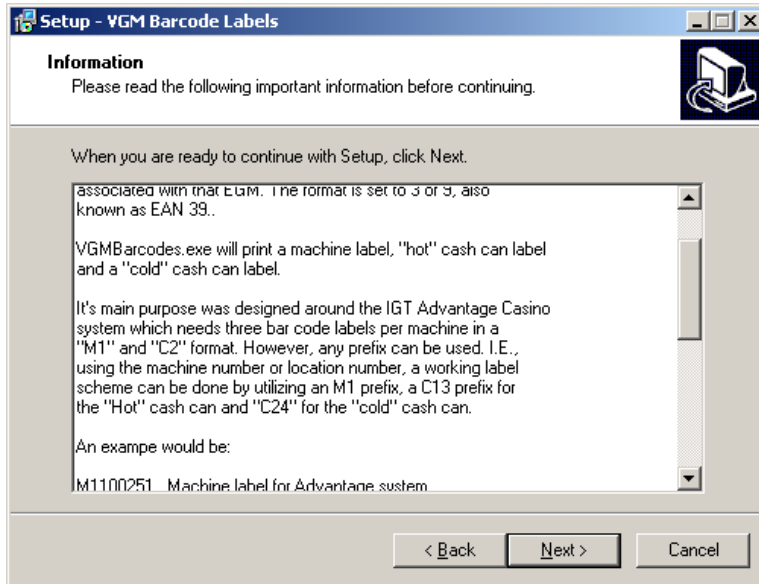 Setup - VGM Barcode Labels
Information
Please read the following important information before continuing.
When you are ready to continue with Setup, click Next.
associated with that EGM. The format is set to 3 of 9, also
known as EAN 39..
VGMBarcodes.exe will print a machine label, "hot" cash can label
and a "cold" cash can label.
It's main purpose was designed around the IGT Advantage Casino
system which needs three bar code labels per machine in a
"M1" and "C2" format. However, any prefix can be used. I.E.,
using the machine number or location number, a working label
scheme can be done by utilizing an M1 prefix, a C13 prefix for
the "Hot" cash can and "C24" for the "cold" cash can.
An exampe would be:
M1100251 Machine label for Advantage system
< Back
Next >
Cancel